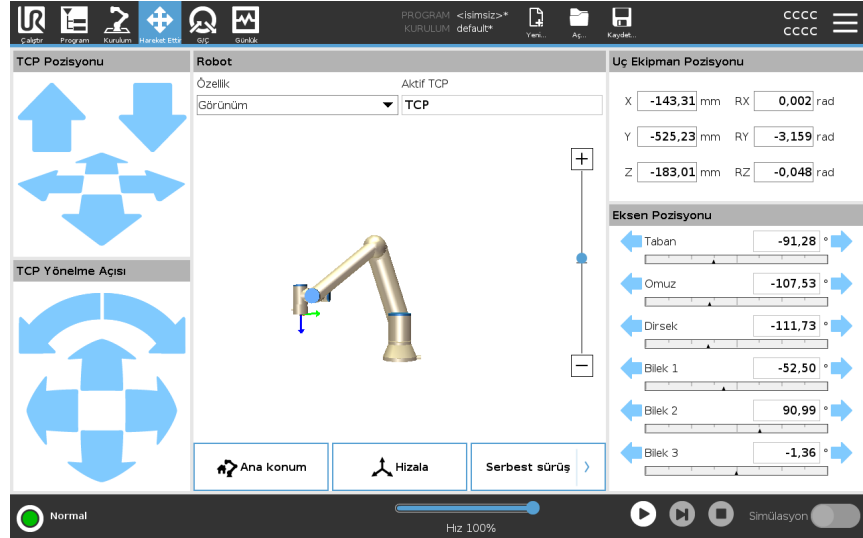 UR
Çalıştır
Program
Kurulum
Hareket Ettir
G/Ç
Günlük
PROGRAM <isimsiz>*
KURULUM default*
Yeni...
Aç...
Kaydet...
CCCC
CCCC
TCP Pozisyonu
TCP Yönelme Açısı
Robot
Özellik
Aktif TCP
Görünüm
TCP
Ana konum
Hizala
Serbest sürüş
Uç Ekipman Pozisyonu
X -143,31 mm RX 0,002 rad
Y -525,23 mm RY -3,159 rad
Z -183,01 mm RZ -0,048 rad
Eksen Pozisyonu
Taban -91,28 °
Omuz -107,53 °
Dirsek -111,73 °
Bilek 1 -52,50 °
Bilek 2 90,99 °
Bilek 3 -1,36 °
Normal
Hız 100%
Simülasyon